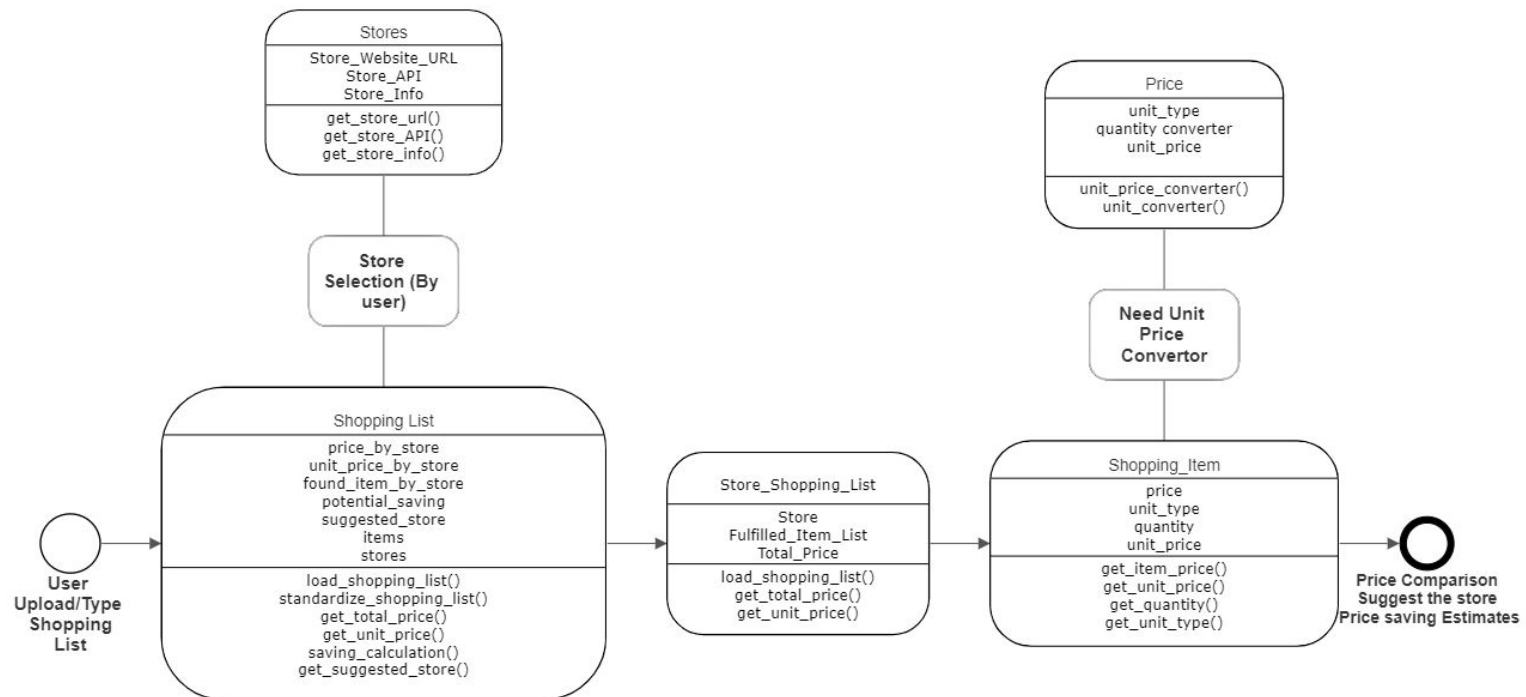 Stores
Store_Website_URL
Store_API
Store_Info
get_store_url()
get_store_API()
get_store_info()
Store
Selection (By
user)
Price
unit_type
quantity converter
unit_price
unit_price_converter()
unit_converter()
Need Unit
Price
Convertor
User
Upload/Type
Shopping
List
Shopping List
price_by_store
unit_price_by_store
found_item_by_store
potential_saving
suggested_store
items
stores
load_shopping_list()
standardize_shopping_list()
get_total_price()
get_unit_price()
saving_calculation()
get_suggested_store()
Store_Shopping_List
Store
Fulfilled_Item_List
Total_Price
load_shopping_list()
get_total_price()
get_unit_price()
Shopping_Item
price
unit_type
quantity
unit_price
get_item_price()
get_unit_price()
get_quantity()
get_unit_type()
Price Comparison
Suggest the store
Price saving Estimates